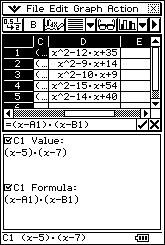 File Edit Graph Action
B
C D E
1 (… x^2-12·x+35
2 (… x^2-9·x+14
3 (… x^2-10·x+9
4 (… x^2-15·x+54
5 (… x^2-14·x+40
=(x-A1)·(x-B1)
C1 Value:
(x-5)·(x-7)
C1 Formula:
(x-A1)·(x-B1)
C1 (x-5)·(x-7)